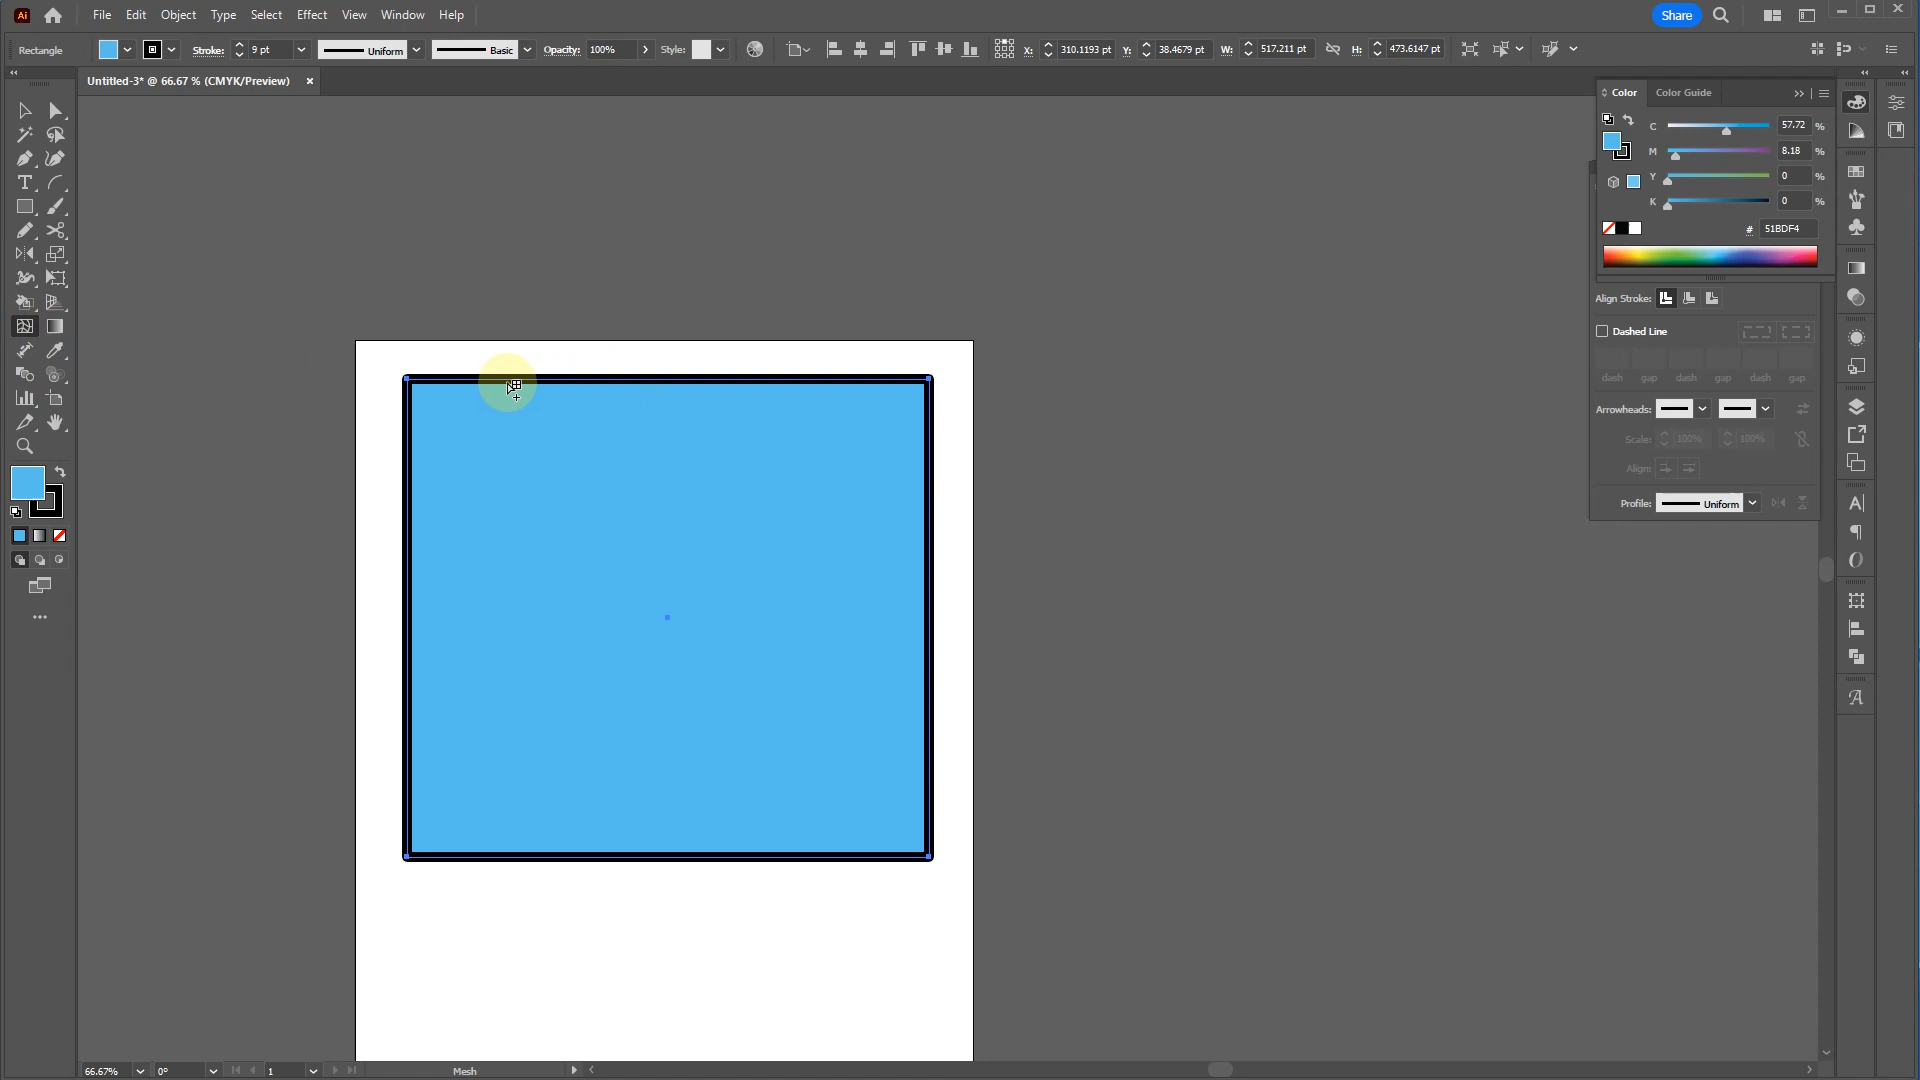 Ai File Edit Object Type Select Effect View Window Help Share
Rectangle Stroke: 9 pt Uniform Basic Opacity: 100% Style: X: 310.1193 pt Y: 38.4679 pt W: 517.211 pt H: 473.6147 pt
Untitled-3* @ 66.67 % (CMYK/Preview)
Color Color Guide
C 57.72 %
M 8.18 %
Y 0 %
K 0 %
# 51BDF4
Align Stroke:
Dashed Line
dash gap dash gap dash gap
Arrowheads:
Scale: 100% 100%
Align:
Profile: Uniform
66.67% 0° 1 Mesh